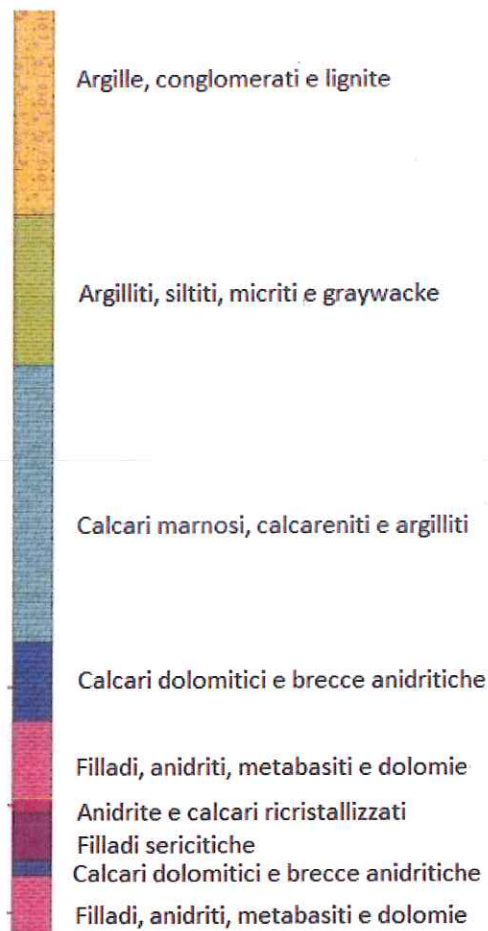 Argille, conglomerati e lignite
Argilliti, siltiti, micriti e graywacke
Calcari marnosi, calcareniti e argilliti
Calcari dolomitici e brecce anidritiche
Filladi, anidriti, metabasiti e dolomie
Anidrite e calcari ricristallizzati
Filladi sericitiche
Calcari dolomitici e brecce anidritiche
Filladi, anidriti, metabasiti e dolomie